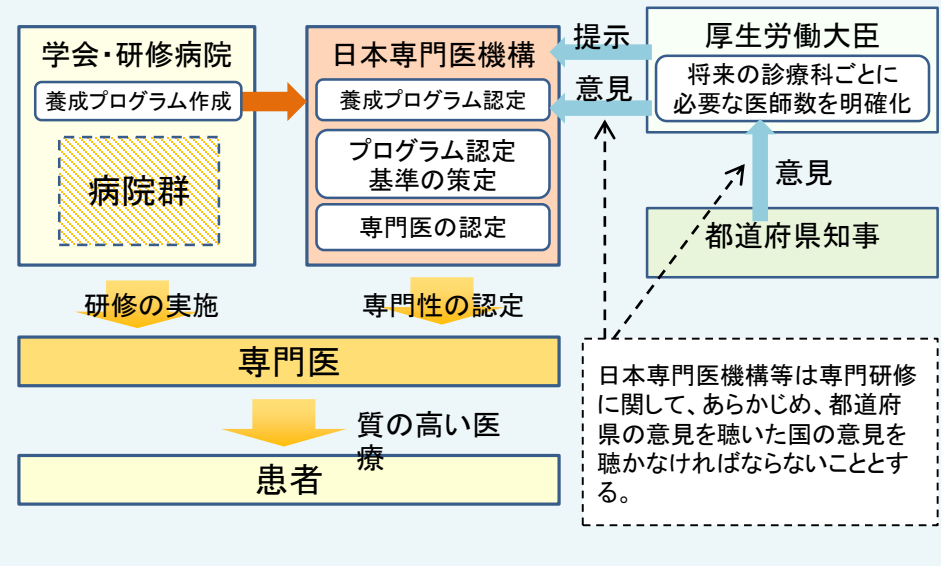 学会・研修病院
養成プログラム作成
病院群
日本専門医機構
養成プログラム認定
プログラム認定
基準の策定
専門医の認定
提示
意見
厚生労働大臣
将来の診療科ごとに
必要な医師数を明確化
意見
都道府県知事
研修の実施
専門性の認定
専門医
質の高い医
療
患者
日本専門医機構等は専門研修
に関して、あらかじめ、都道府
県の意見を聴いた国の意見を
聴かなければならないこととす
る。